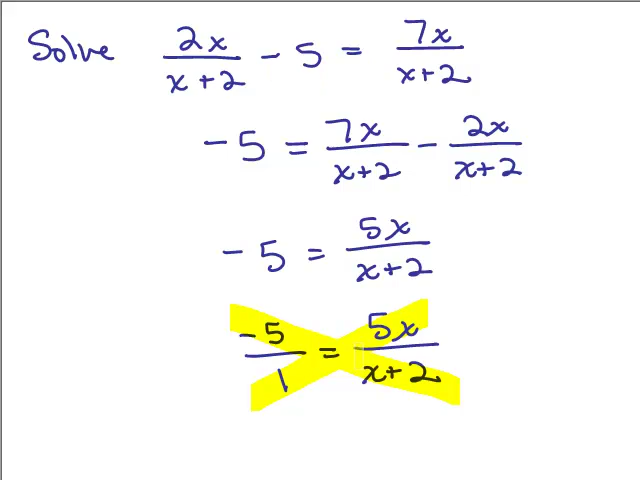 Solve 2x/(x+2) - 5 = 7x/(x+2)
-5 = 7x/(x+2) - 2x/(x+2)
-5 = 5x/(x+2)
-5/1 = 5x/(x+2)